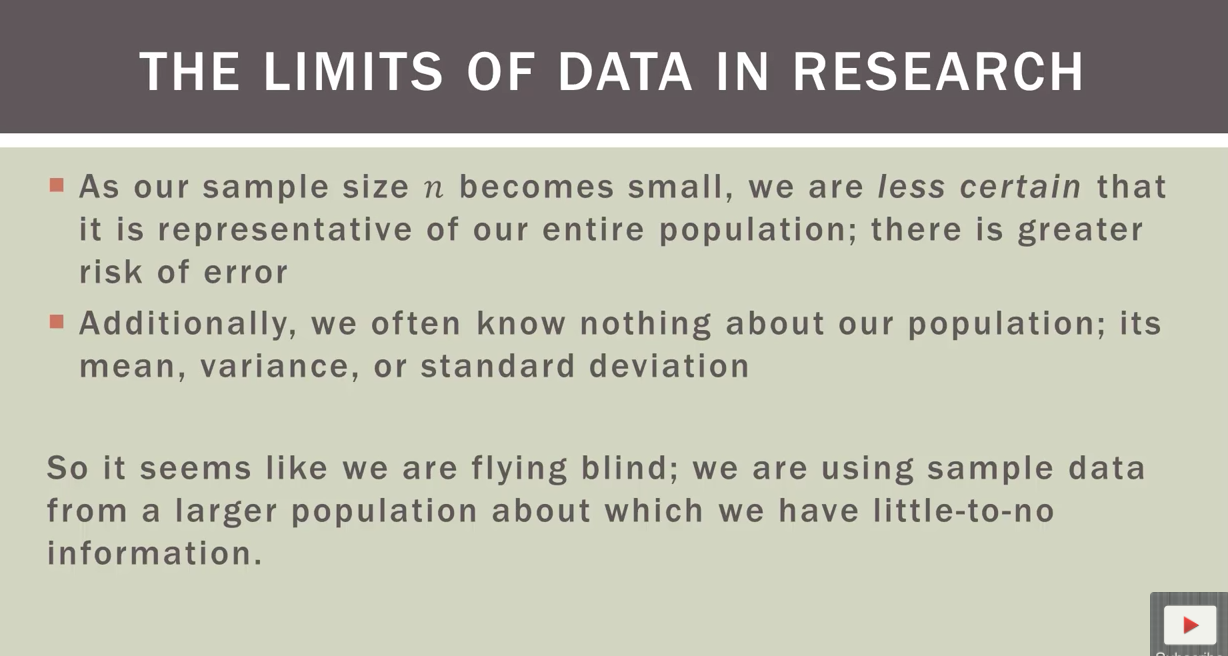 THE LIMITS OF DATA IN RESEARCH
As our sample size n becomes small, we are less certain that
it is representative of our entire population; there is greater
risk of error
Additionally, we often know nothing about our population; its
mean, variance, or standard deviation
So it seems like we are flying blind; we are using sample data
from a larger population about which we have little-to-no
information.